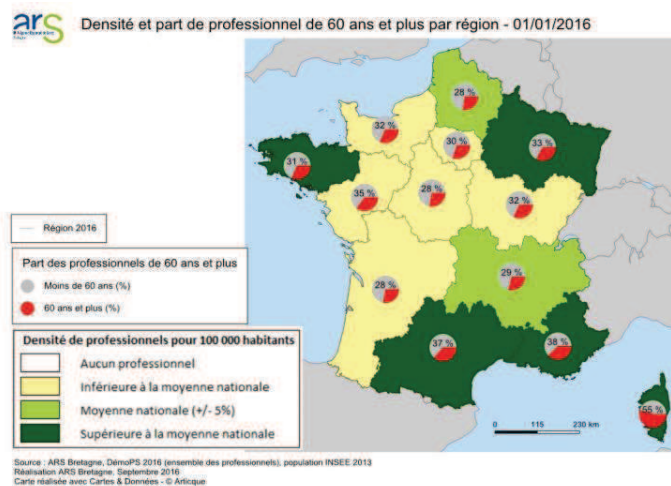 ars
Densité et part de professionnel de 60 ans et plus par région - 01/01/2016
28 %
32 %
30 %
33 %
31 %
35 %
28 %
32 %
28 %
29 %
37 %
38 %
55 %
Région 2016
Part des professionnels de 60 ans et plus
Moins de 60 ans (%)
60 ans et plus (%)
Densité de professionnels pour 100 000 habitants
Aucun professionnel
Inférieure à la moyenne nationale
Moyenne nationale (+/- 5%)
Supérieure à la moyenne nationale
0 115 230 km
Source : ARS Bretagne, DémoPS 2016 (ensemble des professionnels), population INSEE 2013
Réalisation ARS Bretagne, Septembre 2016
Carte réalisée avec Cartes & Données - © Articque